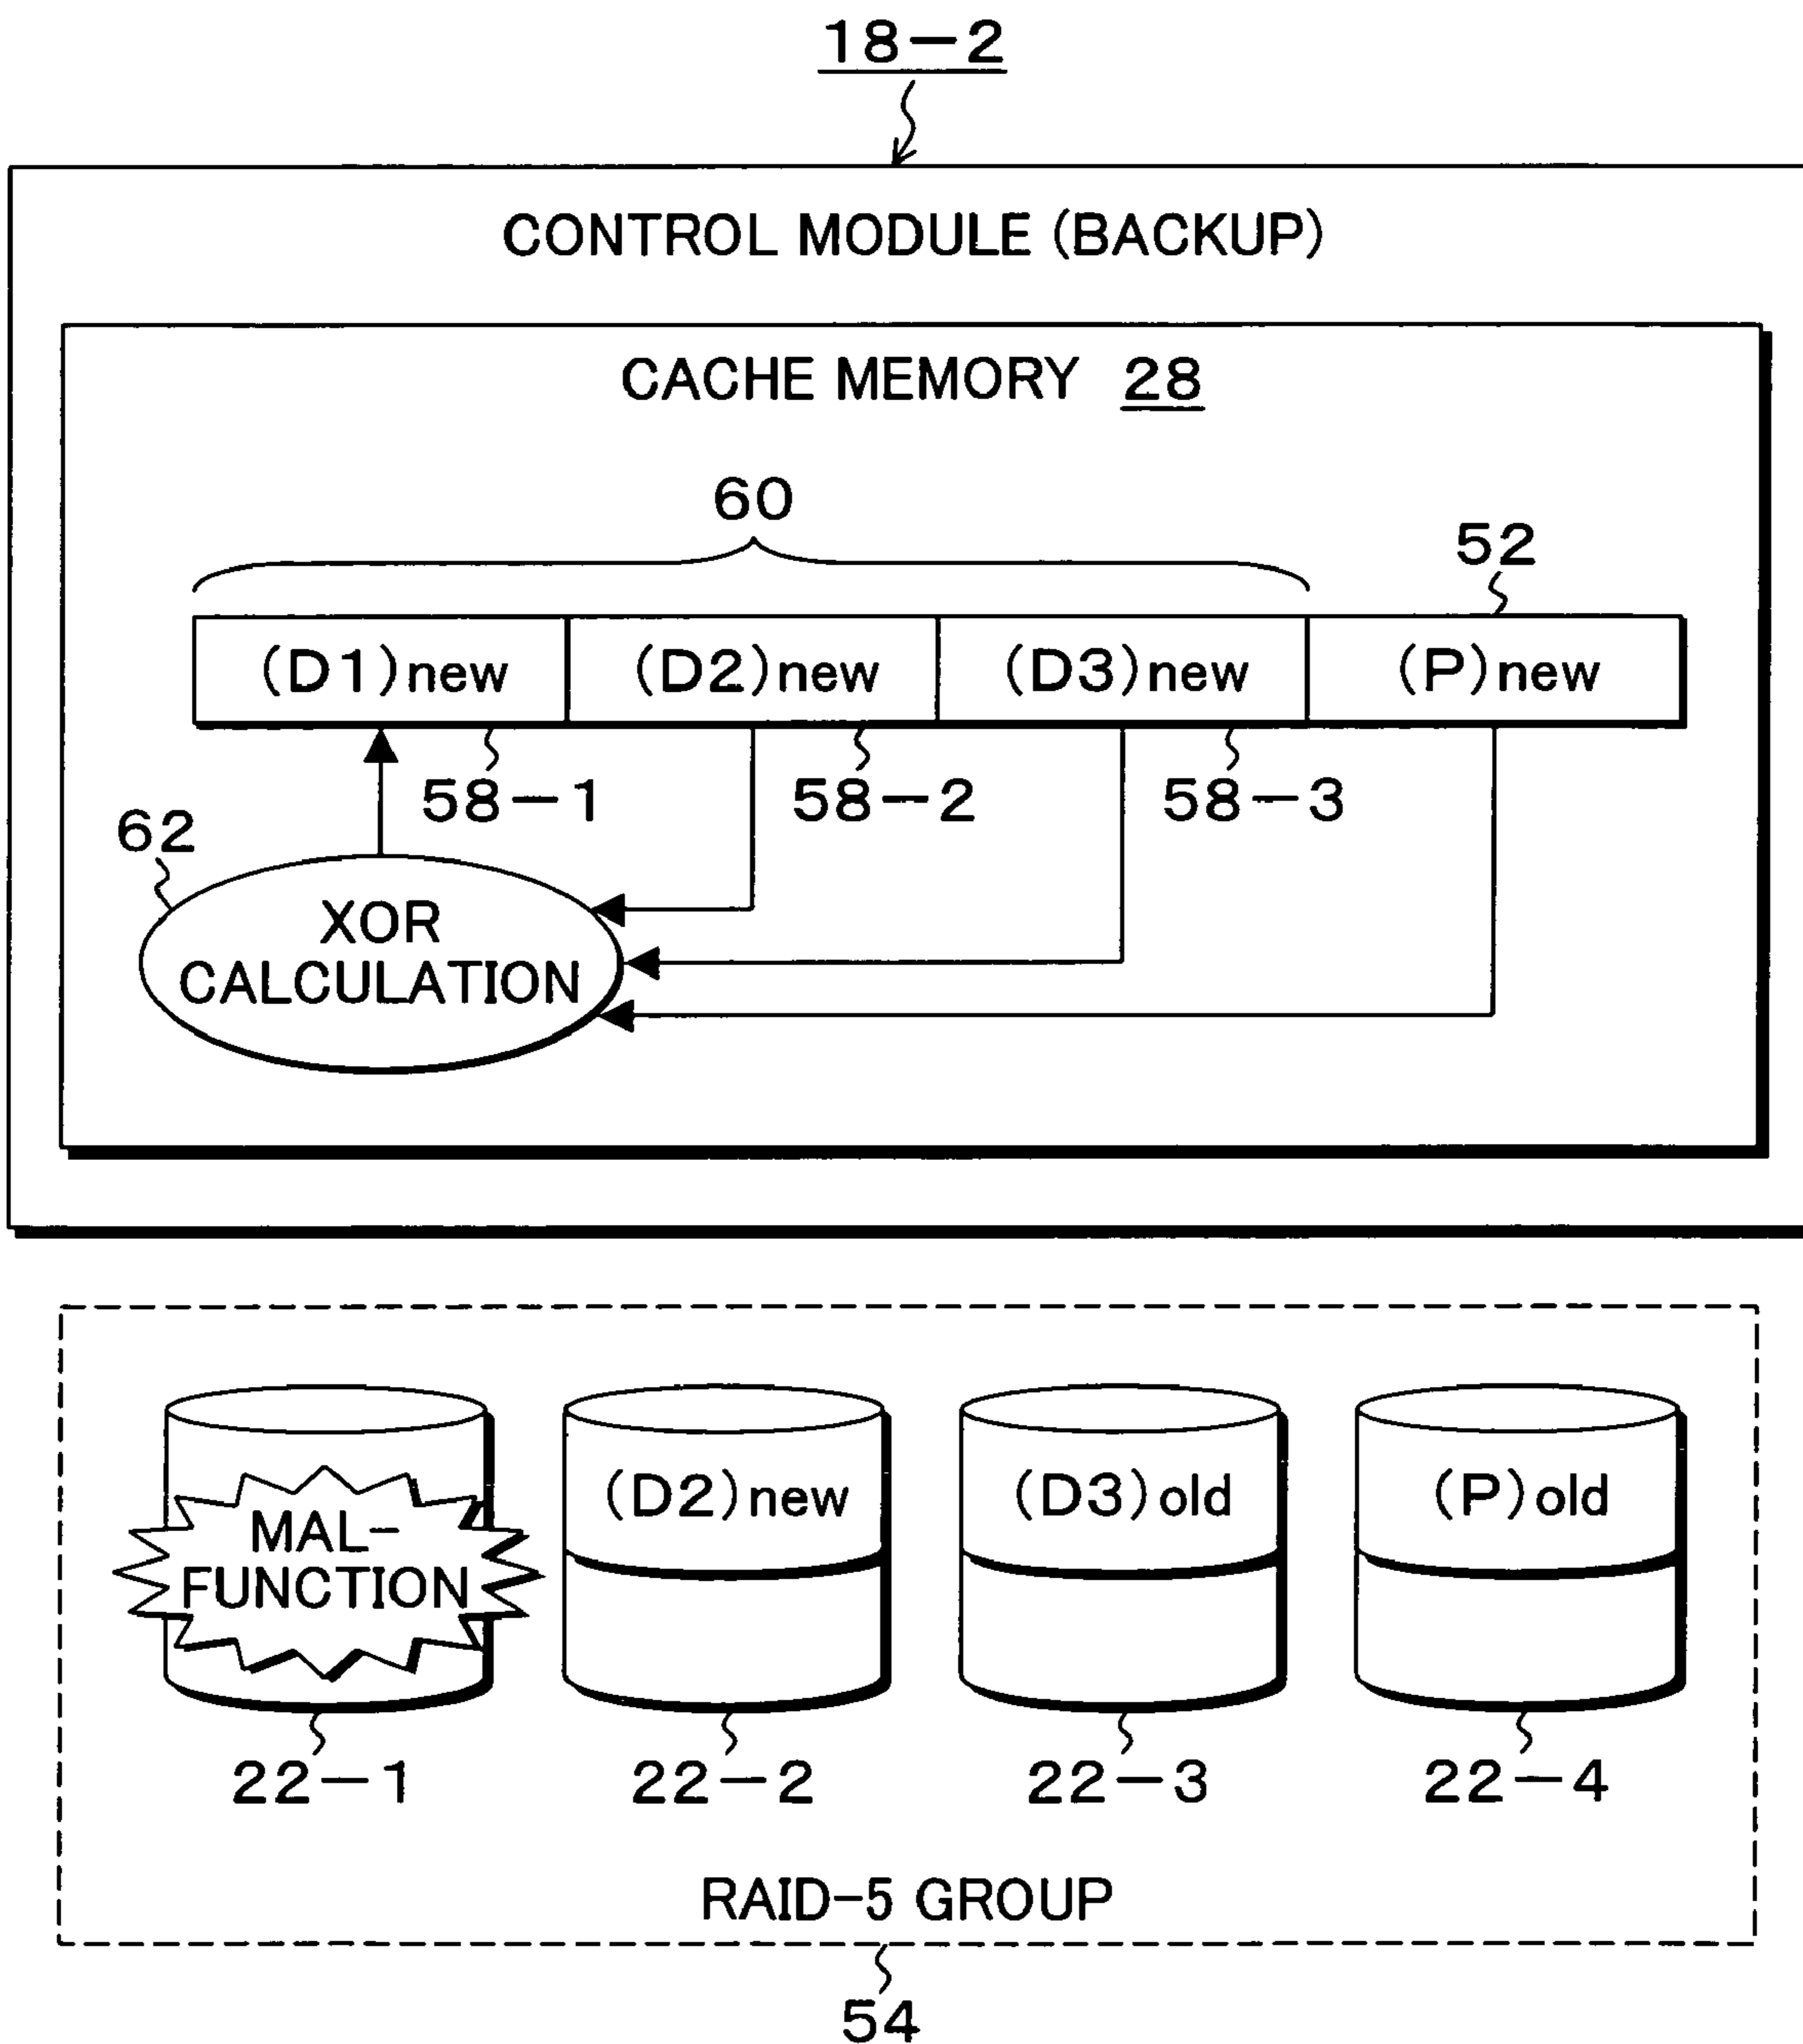 18-2
CONTROL MODULE (BACKUP)
CACHE MEMORY 28
60
52
(D1)new (D2)new (D3)new (P)new
58-1 58-2 58-3
62
XOR
CALCULATION
(D2)new (D3)old (P)old
MAL-
FUNCTION
22-1 22-2 22-3 22-4
RAID-5 GROUP
54